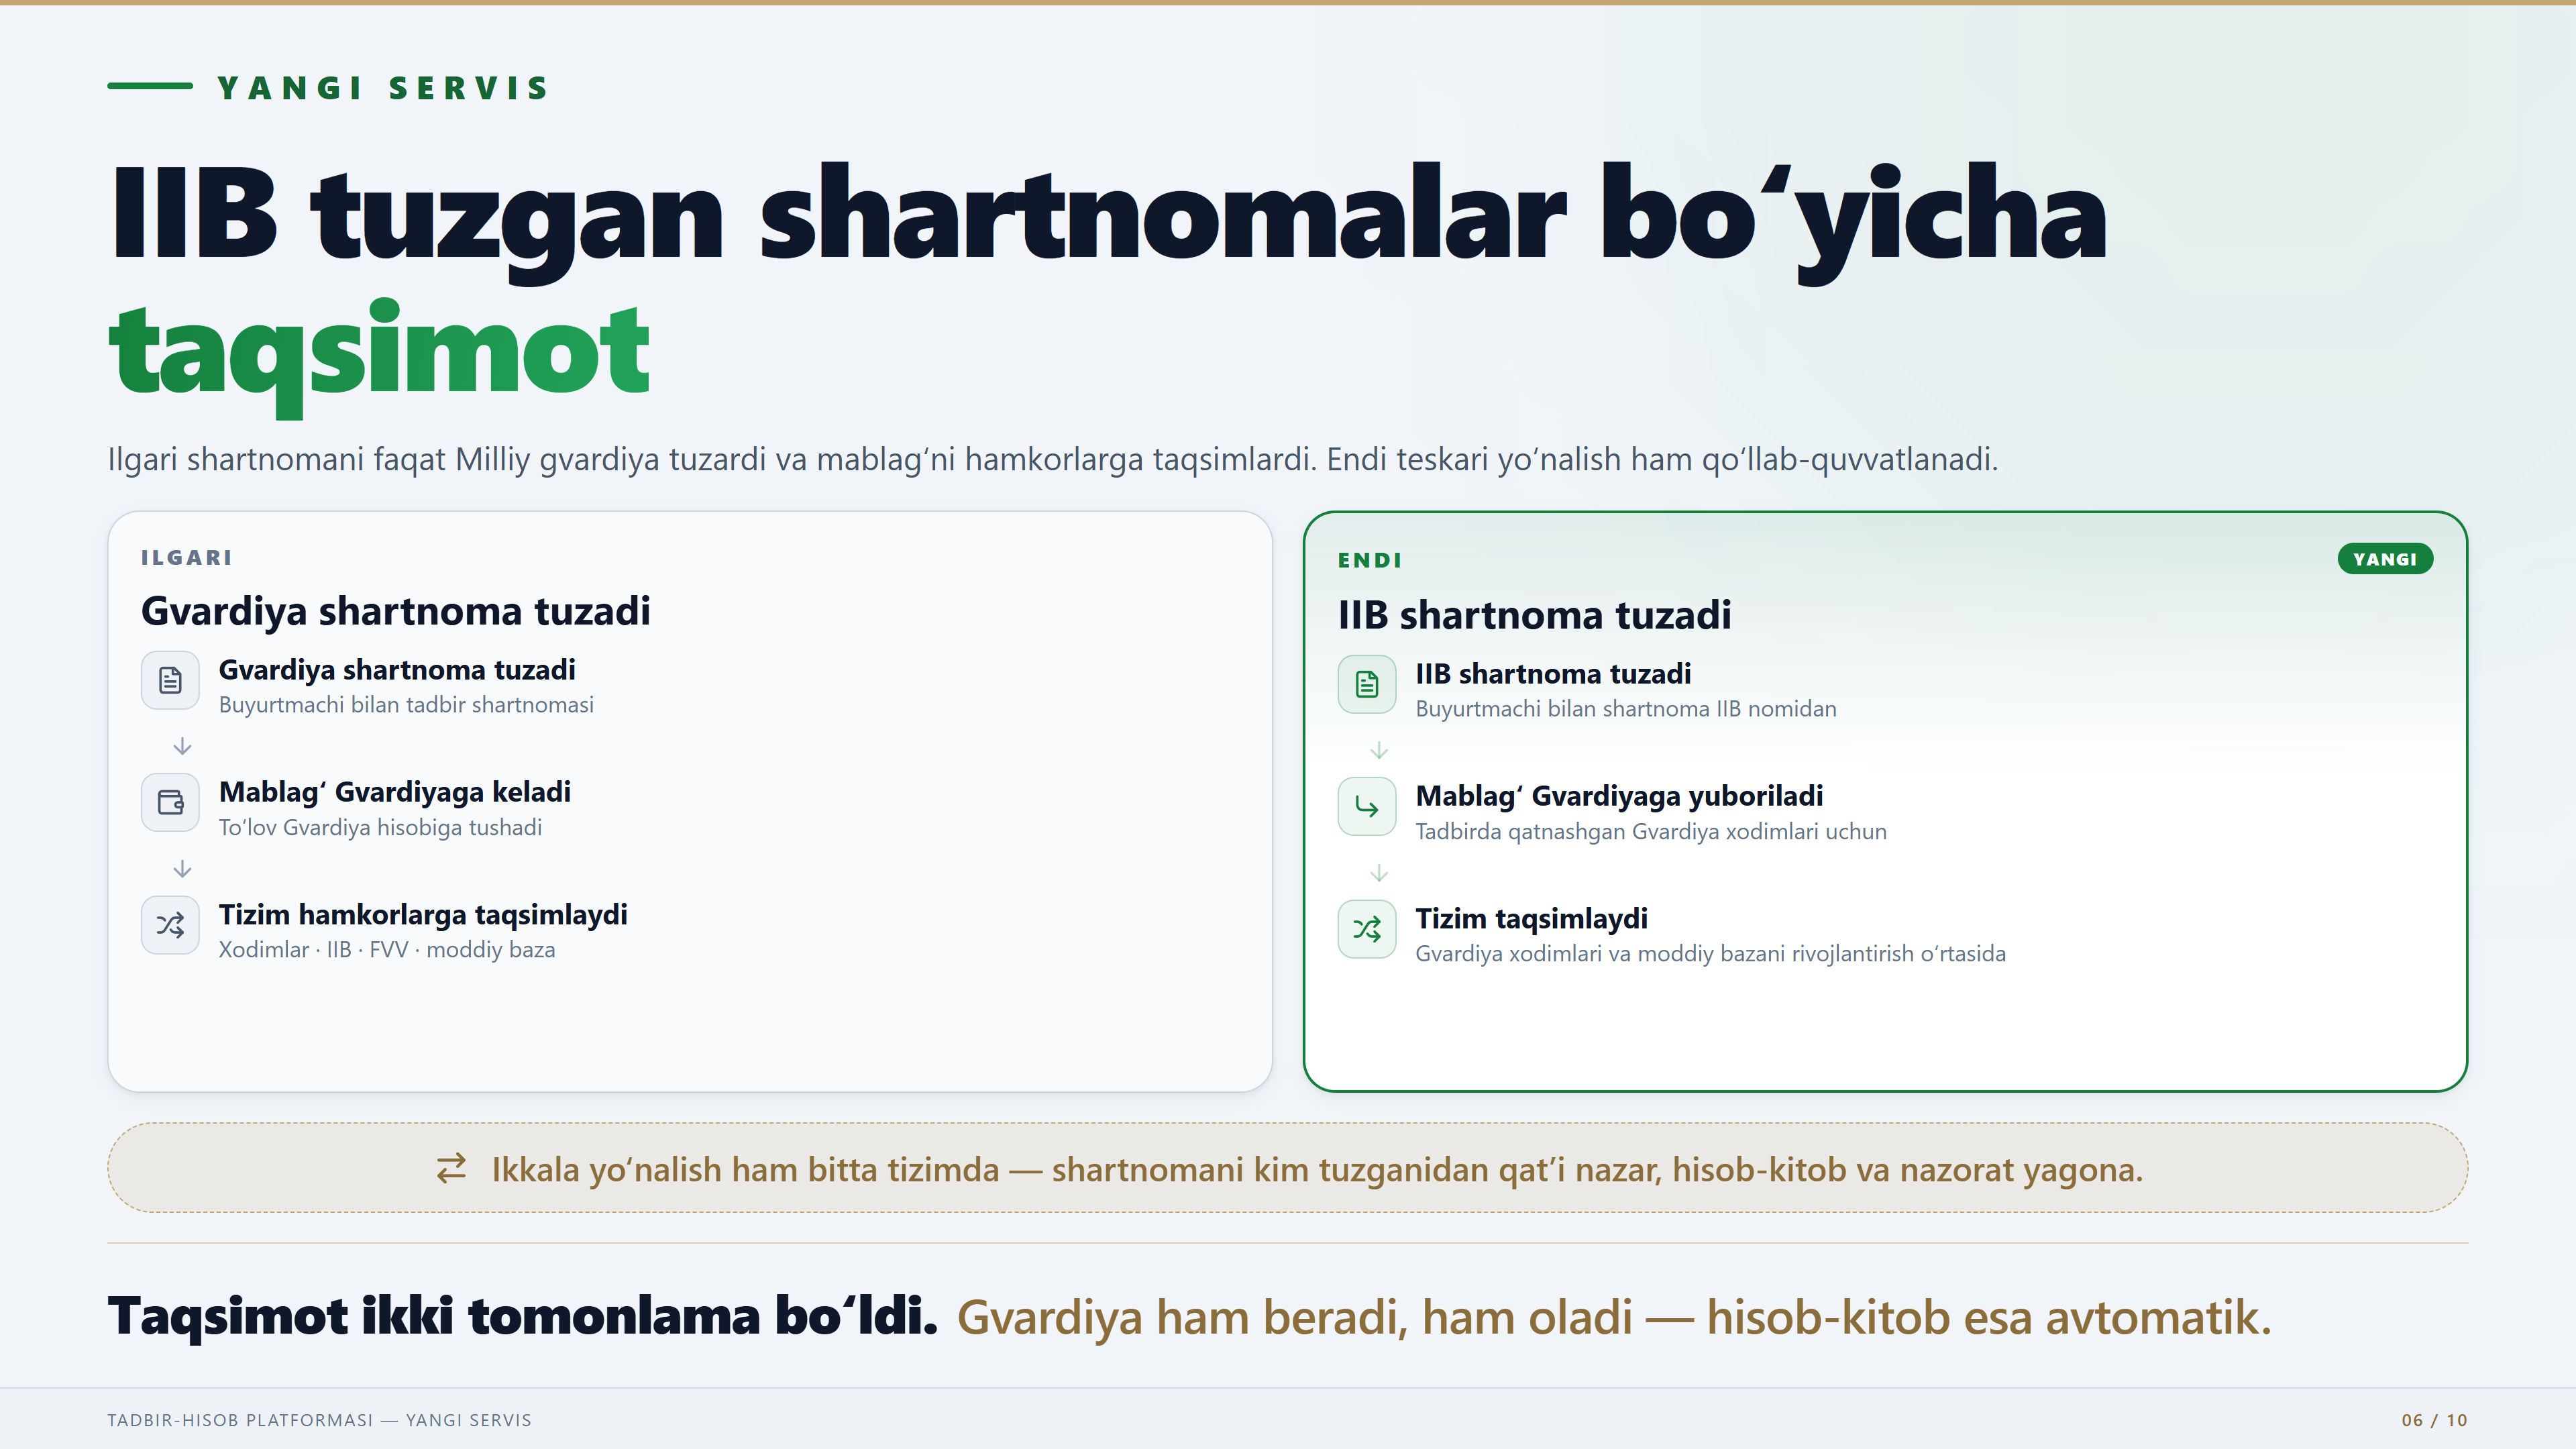 YANGI SERVIS
IIB tuzgan shartnomalar bo‘yicha
taqsimot
Ilgari shartnomani faqat Milliy gvardiya tuzardi va mablag‘ni hamkorlarga taqsimlardi. Endi teskari yo‘nalish ham qo‘llab-quvvatlanadi.
ILGARI
Gvardiya shartnoma tuzadi
Gvardiya shartnoma tuzadi
Buyurtmachi bilan tadbir shartnomasi
Mablag‘ Gvardiyaga keladi
To‘lov Gvardiya hisobiga tushadi
Tizim hamkorlarga taqsimlaydi
Xodimlar · IIB · FVV · moddiy baza
ENDI
YANGI
IIB shartnoma tuzadi
IIB shartnoma tuzadi
Buyurtmachi bilan shartnoma IIB nomidan
Mablag‘ Gvardiyaga yuboriladi
Tadbirda qatnashgan Gvardiya xodimlari uchun
Tizim taqsimlaydi
Gvardiya xodimlari va moddiy bazani rivojlantirish o‘rtasida
Ikkala yo‘nalish ham bitta tizimda — shartnomani kim tuzganidan qat’i nazar, hisob-kitob va nazorat yagona.
Taqsimot ikki tomonlama bo‘ldi. Gvardiya ham beradi, ham oladi — hisob-kitob esa avtomatik.
TADBIR-HISOB PLATFORMASI — YANGI SERVIS
06 / 10